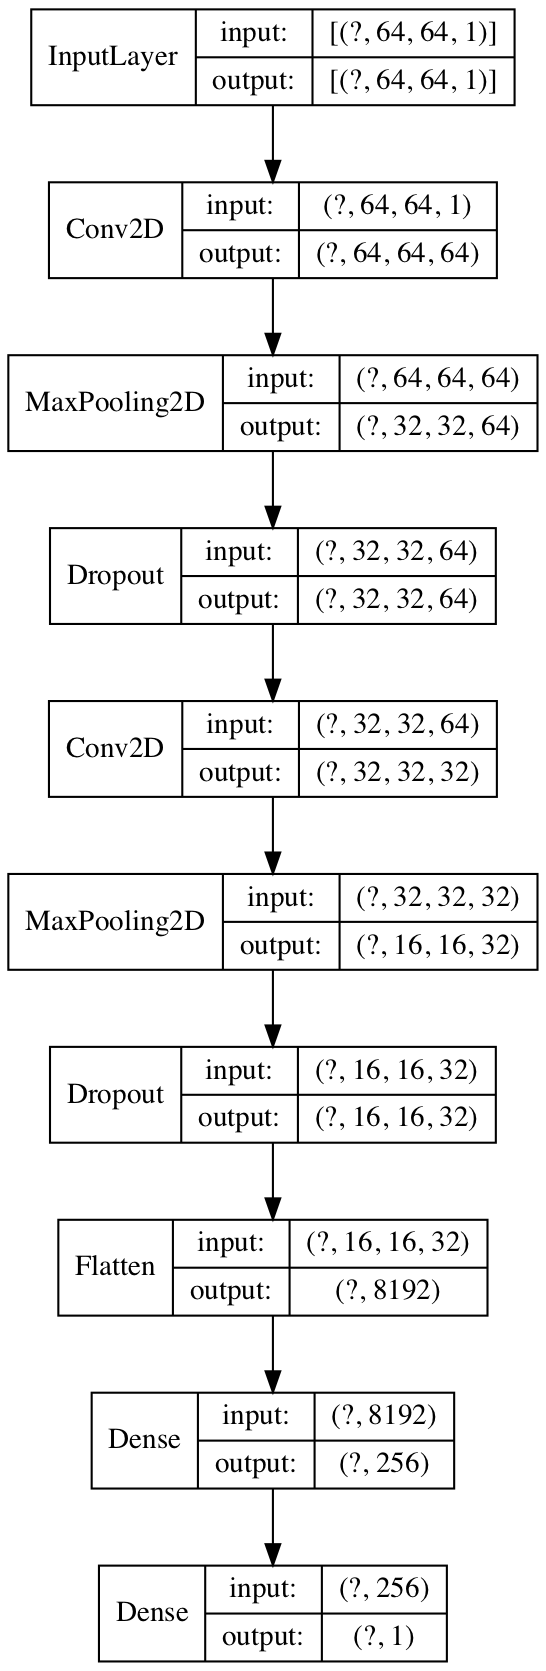 InputLayer
input: [(?, 64, 64, 1)]
output: [(?, 64, 64, 1)]
Conv2D
input: (?, 64, 64, 1)
output: (?, 64, 64, 64)
MaxPooling2D
input: (?, 64, 64, 64)
output: (?, 32, 32, 64)
Dropout
input: (?, 32, 32, 64)
output: (?, 32, 32, 64)
Conv2D
input: (?, 32, 32, 64)
output: (?, 32, 32, 32)
MaxPooling2D
input: (?, 32, 32, 32)
output: (?, 16, 16, 32)
Dropout
input: (?, 16, 16, 32)
output: (?, 16, 16, 32)
Flatten
input: (?, 16, 16, 32)
output: (?, 8192)
Dense
input: (?, 8192)
output: (?, 256)
Dense
input: (?, 256)
output: (?, 1)